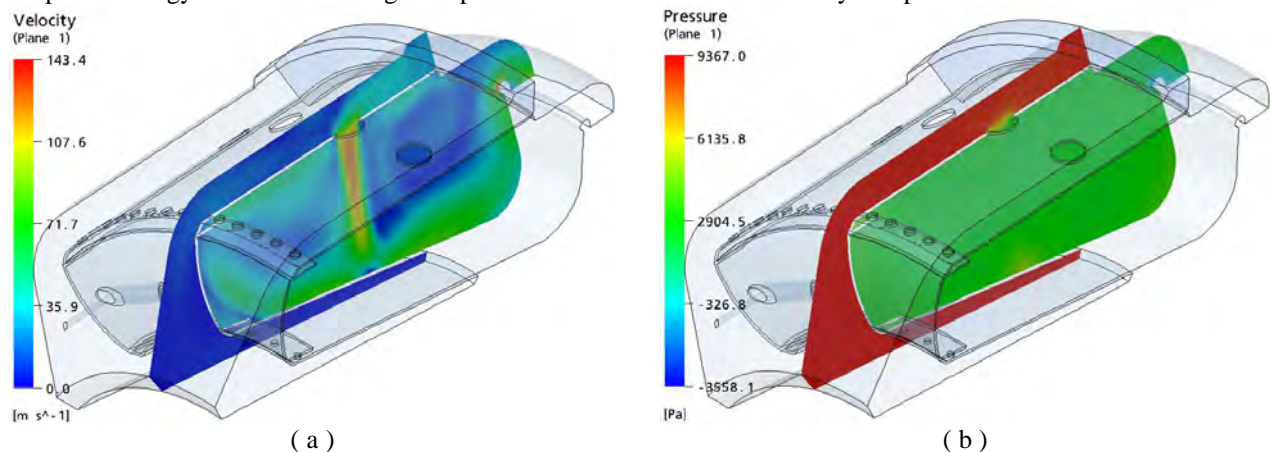 Velocity
(Plane 1)
143.4
107.6
71.7
35.9
0.0
[m s^-1]
( a )
Pressure
(Plane 1)
9367.0
6135.8
2904.5
-326.8
-3558.1
[Pa]
( b )